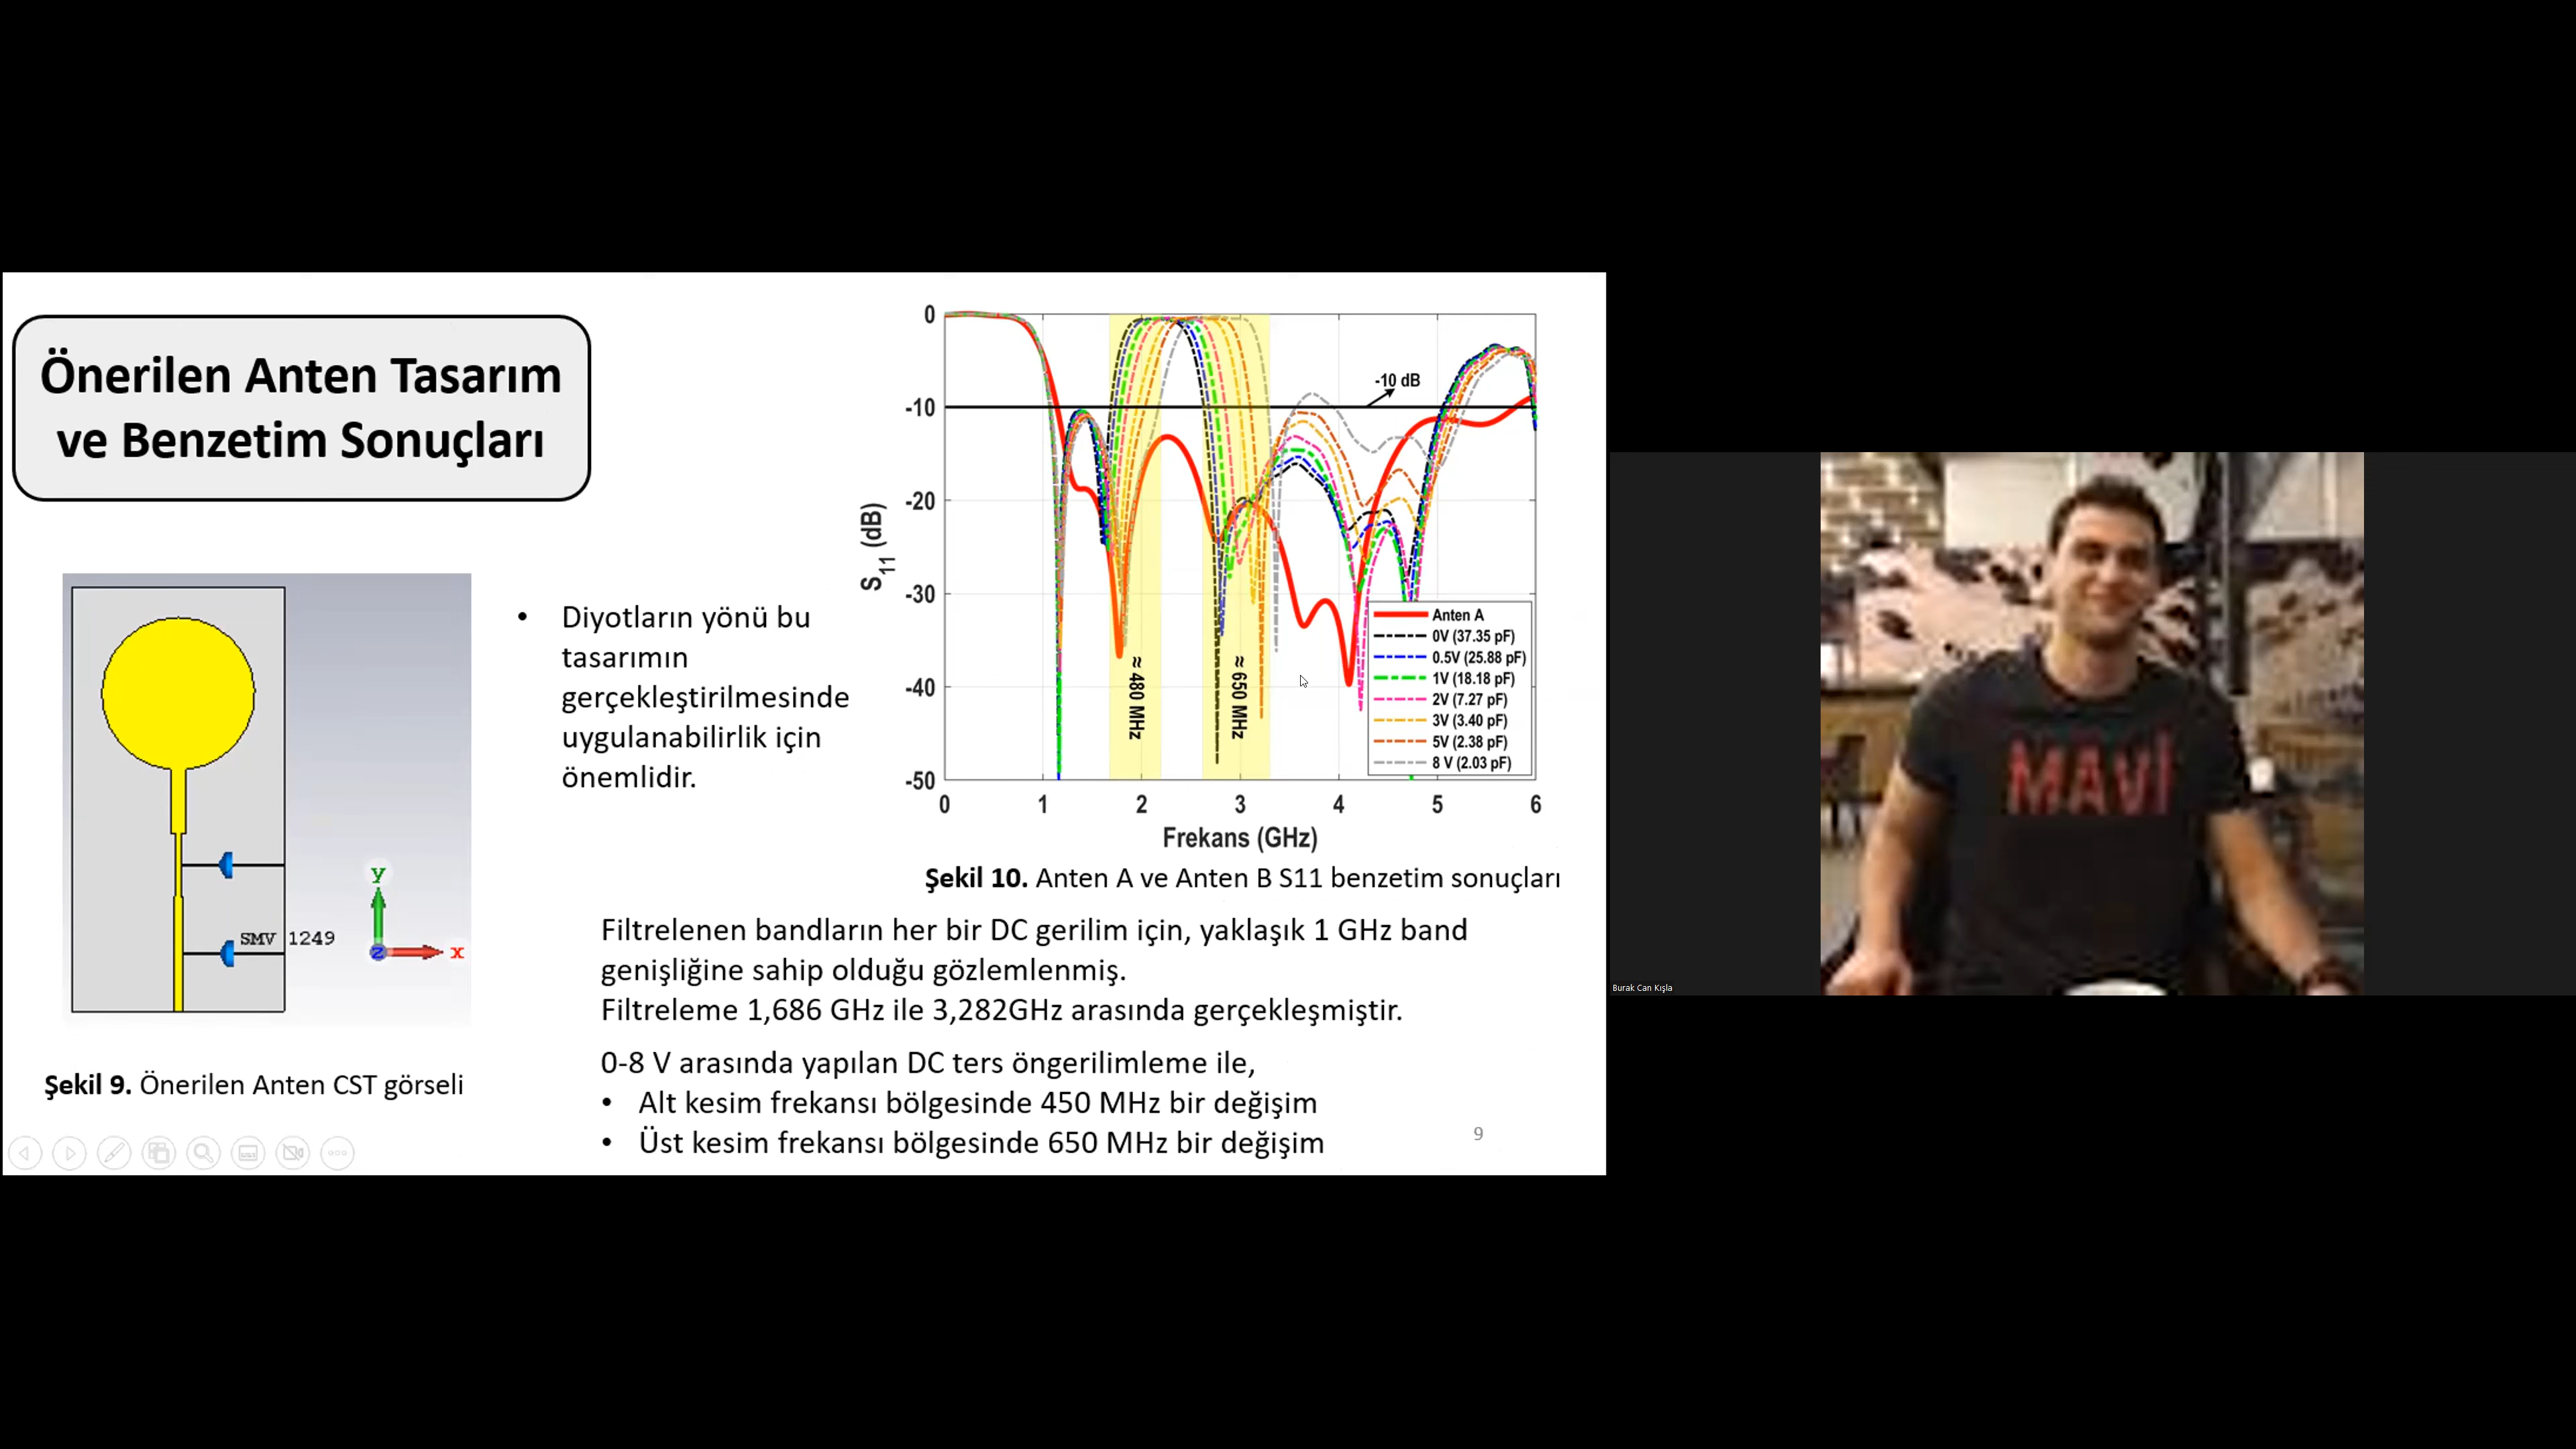 Önerilen Anten Tasarım
ve Benzetim Sonuçları
SMV 1249
y
z
x
Şekil 9. Önerilen Anten CST görseli
• Diyotların yönü bu
tasarımın
gerçekleştirilmesinde
uygulanabilirlik için
önemlidir.
0
-10
-20
-30
-40
-50
S11 (dB)
-10 dB
≈ 480 MHz
≈ 650 MHz
Anten A
0V (37.35 pF)
0.5V (25.88 pF)
1V (18.18 pF)
2V (7.27 pF)
3V (3.40 pF)
5V (2.38 pF)
8 V (2.03 pF)
0 1 2 3 4 5 6
Frekans (GHz)
Şekil 10. Anten A ve Anten B S11 benzetim sonuçları
Filtrelenen bandların her bir DC gerilim için, yaklaşık 1 GHz band
genişliğine sahip olduğu gözlemlenmiş.
Filtreleme 1,686 GHz ile 3,282GHz arasında gerçekleşmiştir.
0-8 V arasında yapılan DC ters öngerilimleme ile,
• Alt kesim frekansı bölgesinde 450 MHz bir değişim
• Üst kesim frekansı bölgesinde 650 MHz bir değişim
9
MAVİ
Burak Can Kışla